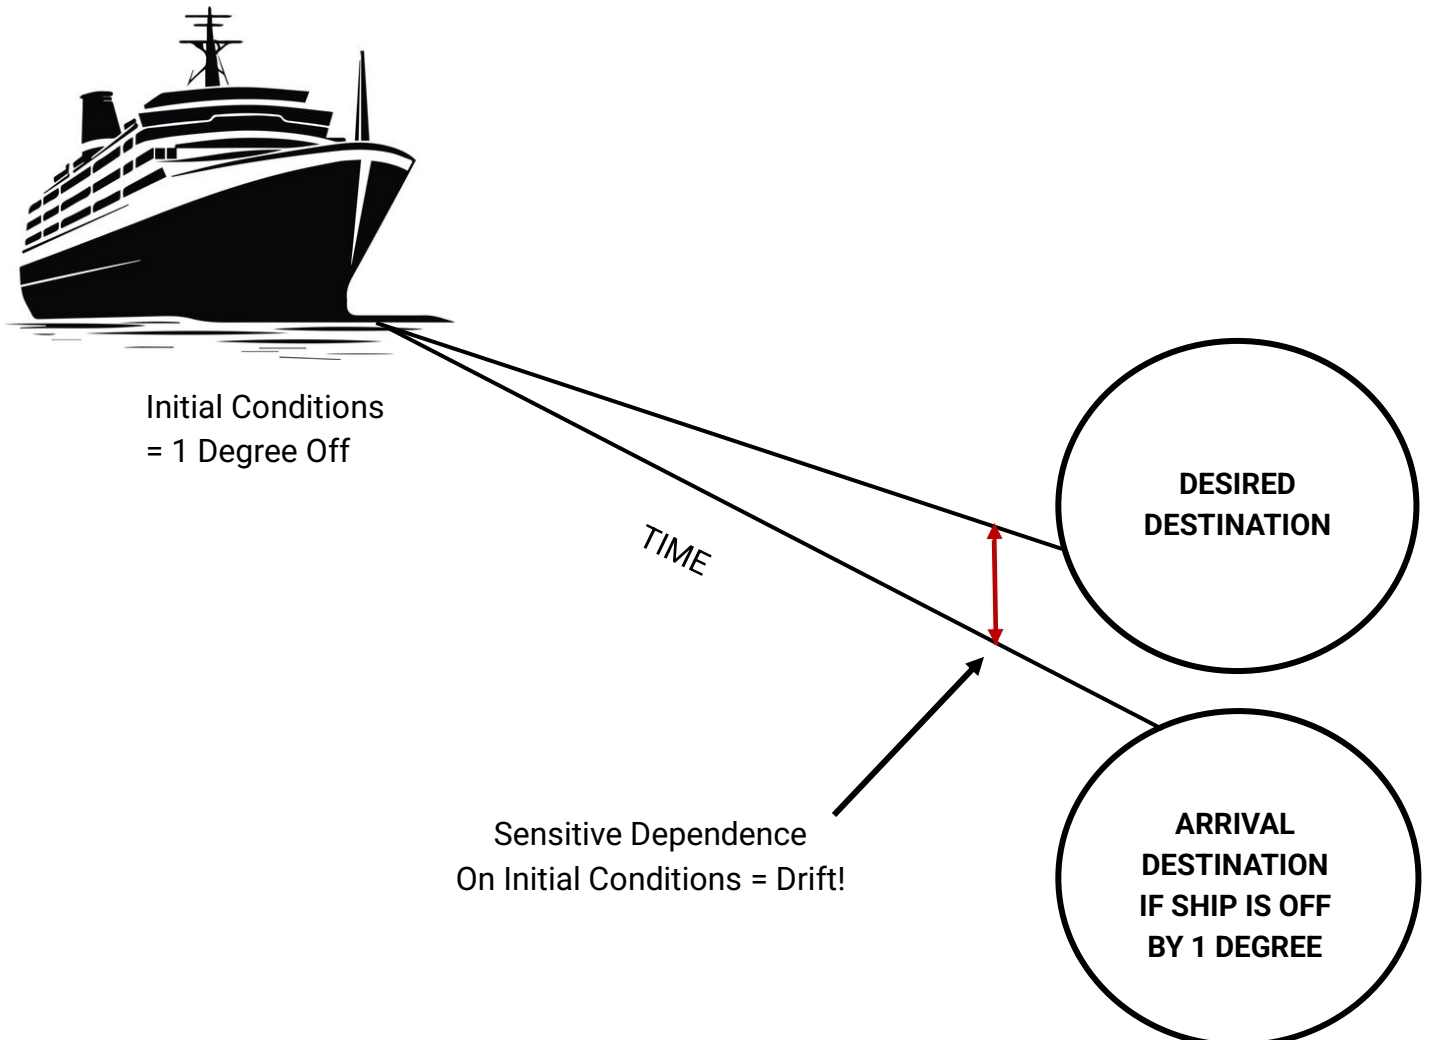 Initial Conditions
= 1 Degree Off
TIME
DESIRED
DESTINATION
Sensitive Dependence
On Initial Conditions = Drift!
ARRIVAL
DESTINATION
IF SHIP IS OFF
BY 1 DEGREE